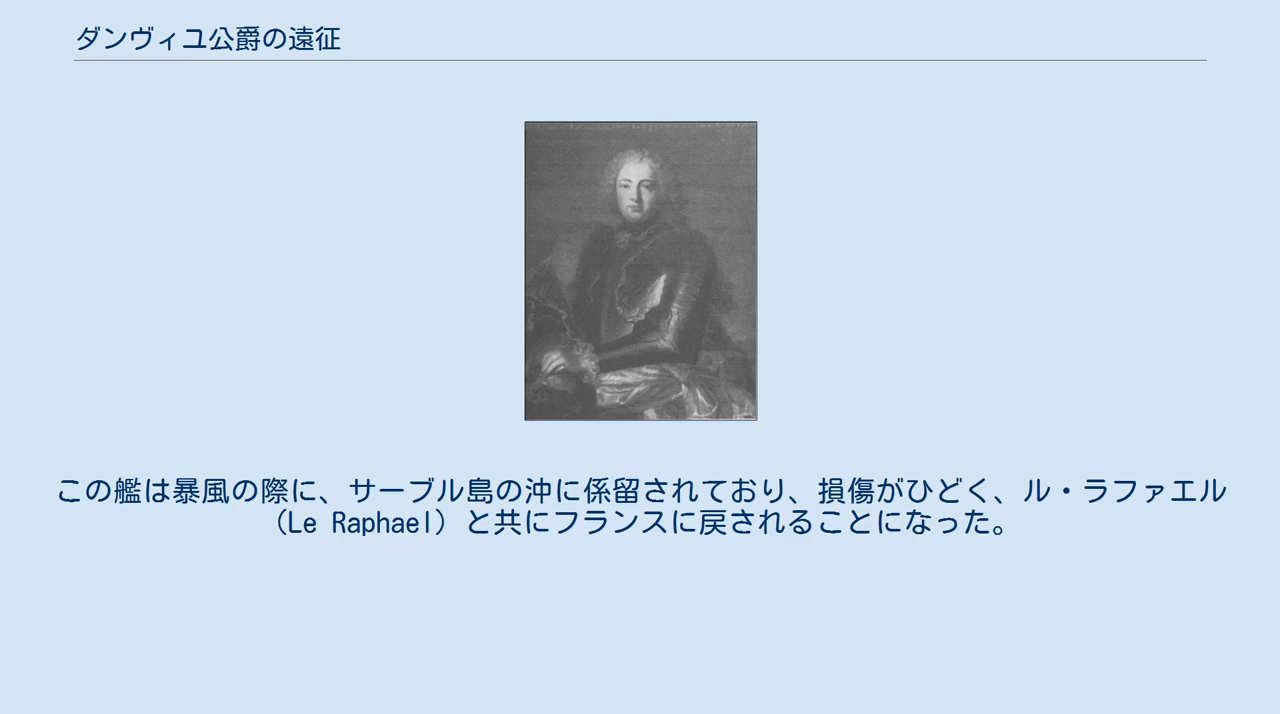 ダンヴィユ公爵の遠征
この艦は暴風の際に、サーブル島の沖に係留されており、損傷がひどく、ル・ラファエル
（Le Raphael）と共にフランスに戻されることになった。